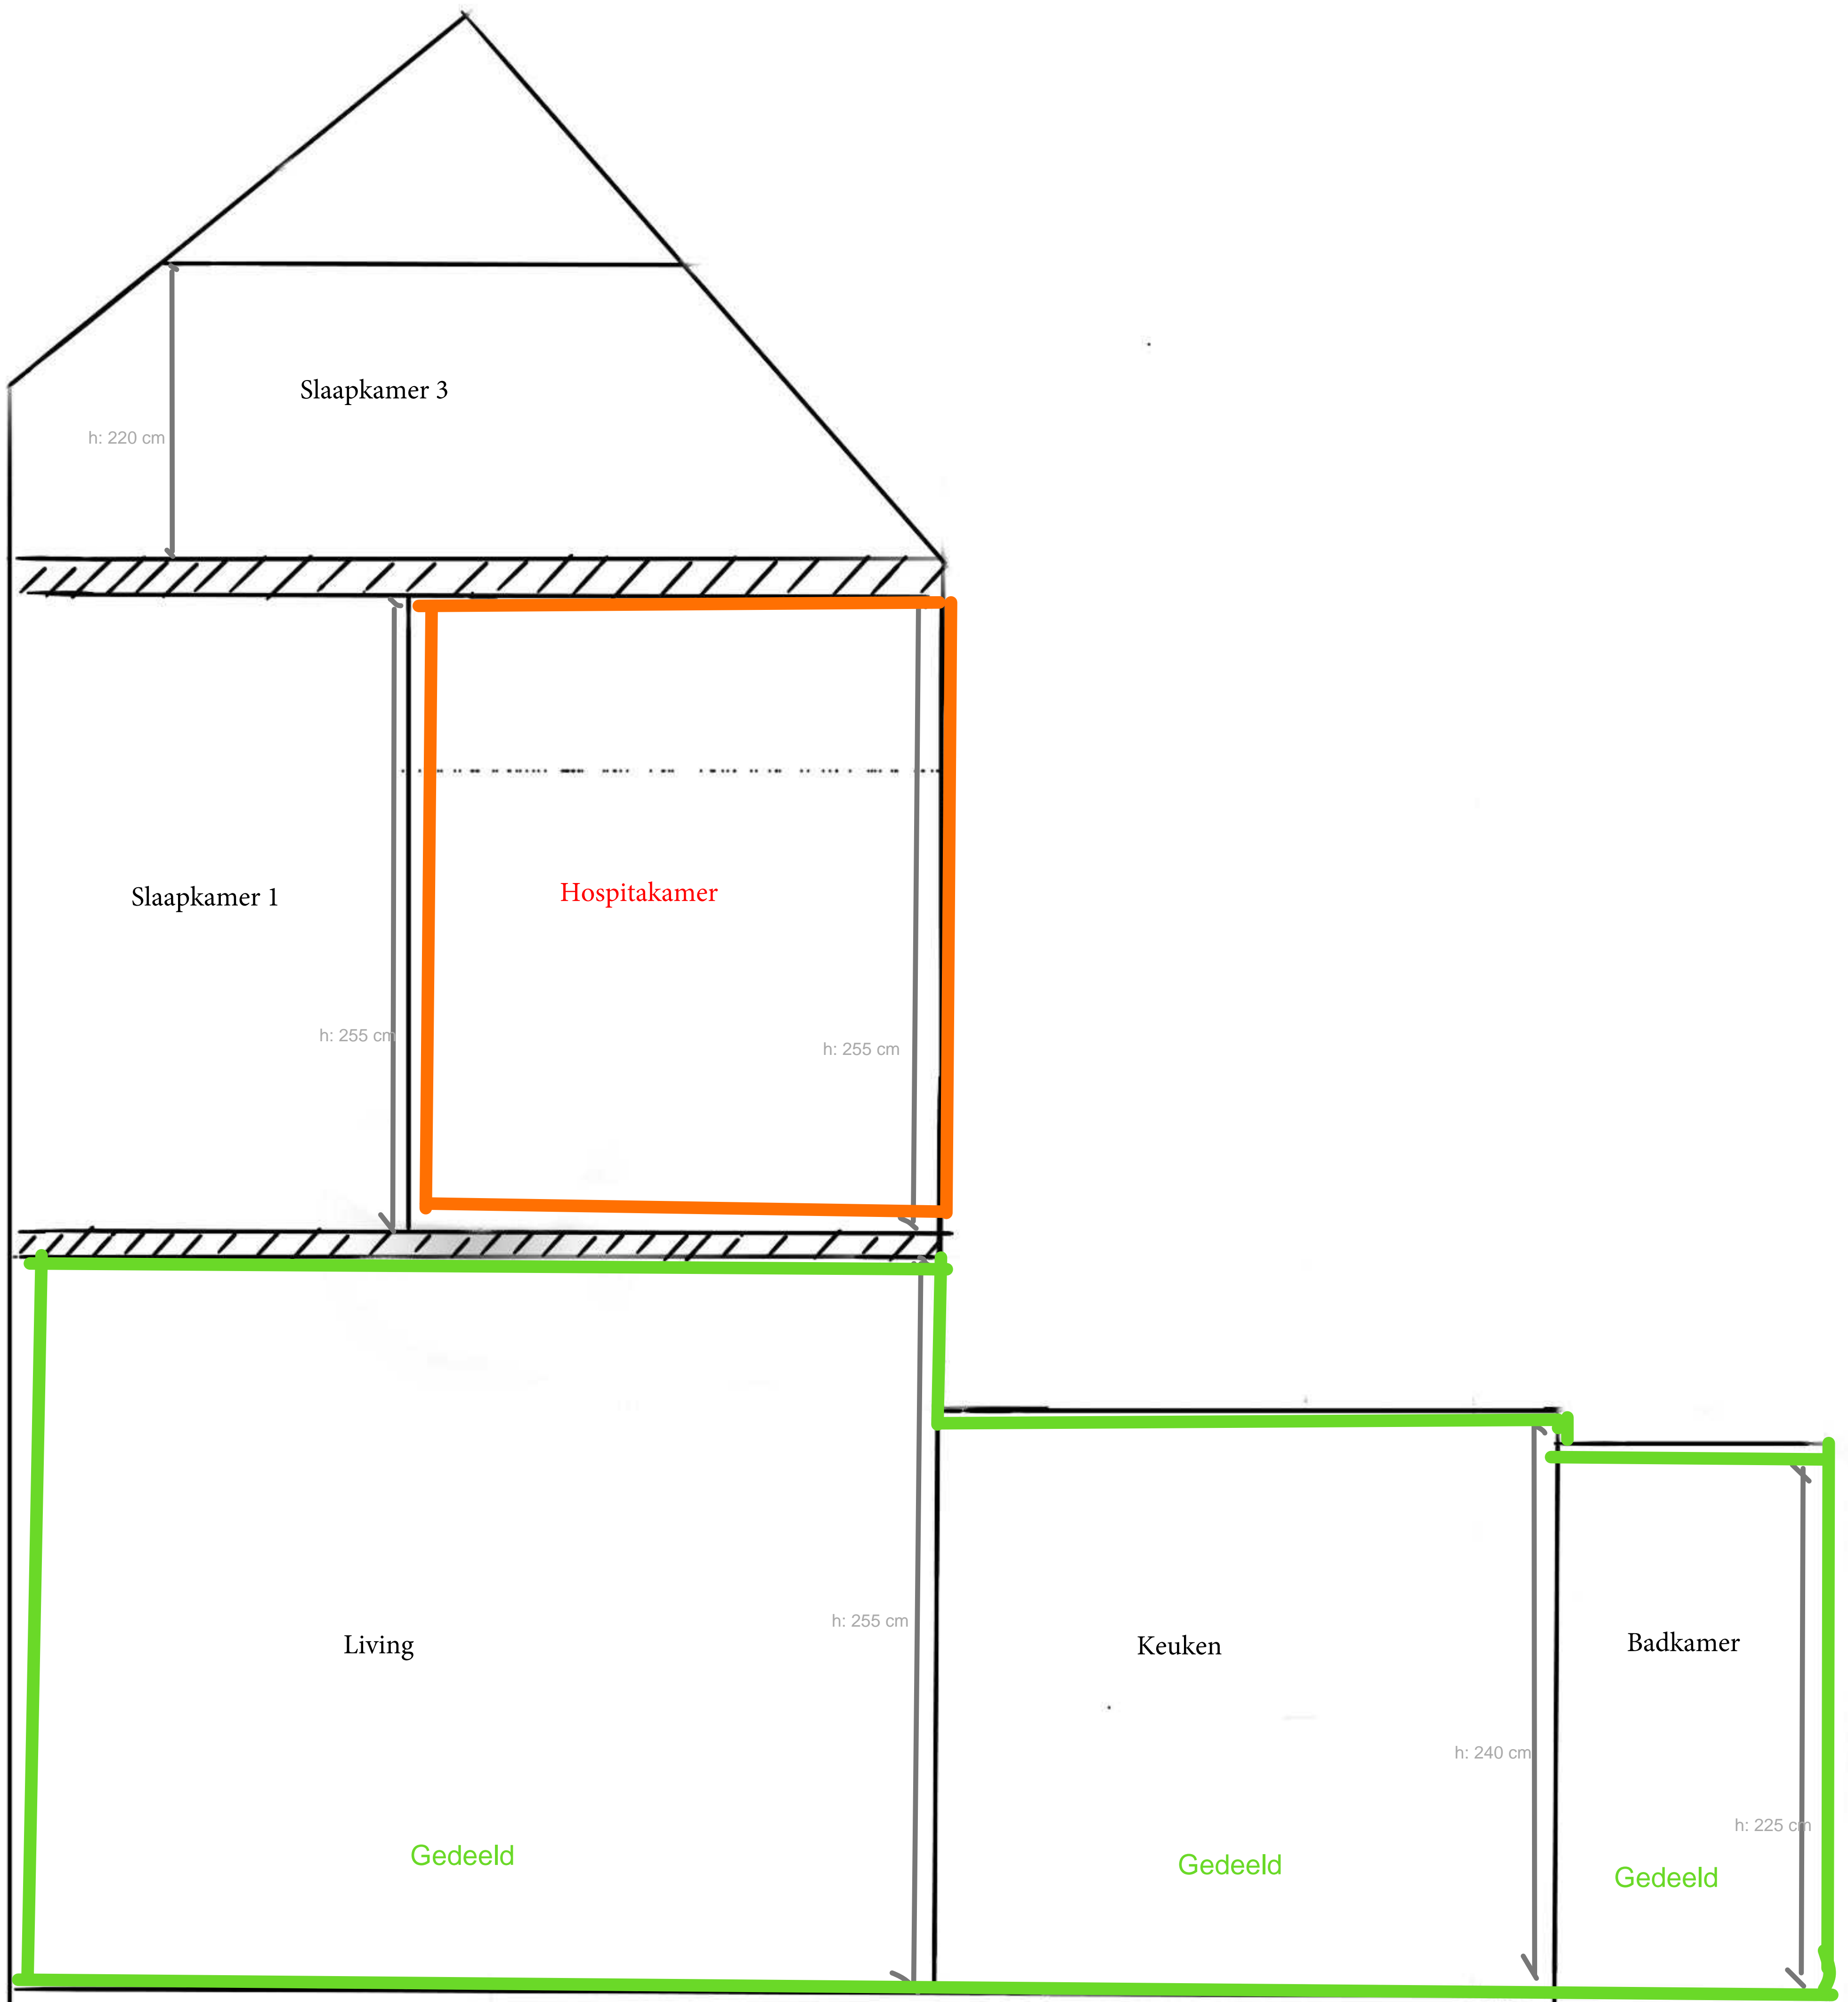 Slaapkamer 3
h: 220 cm
Slaapkamer 1
Hospitakamer
h: 255 cm
h: 255 cm
h: 255 cm
Living
Keuken
Badkamer
h: 240 cm
h: 225 cm
Gedeeld
Gedeeld
Gedeeld